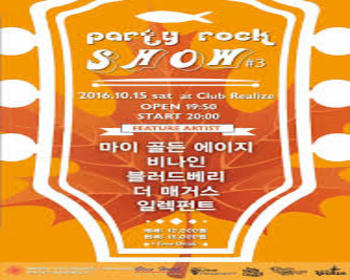 party rock
SHOW #3
2016.10.15 sat at Club Realize
OPEN 19:50
START 20:00
FEATURE ARTIST
마이 골든 에이지
비나인
블러드베리
더 매거스
일렉펀트